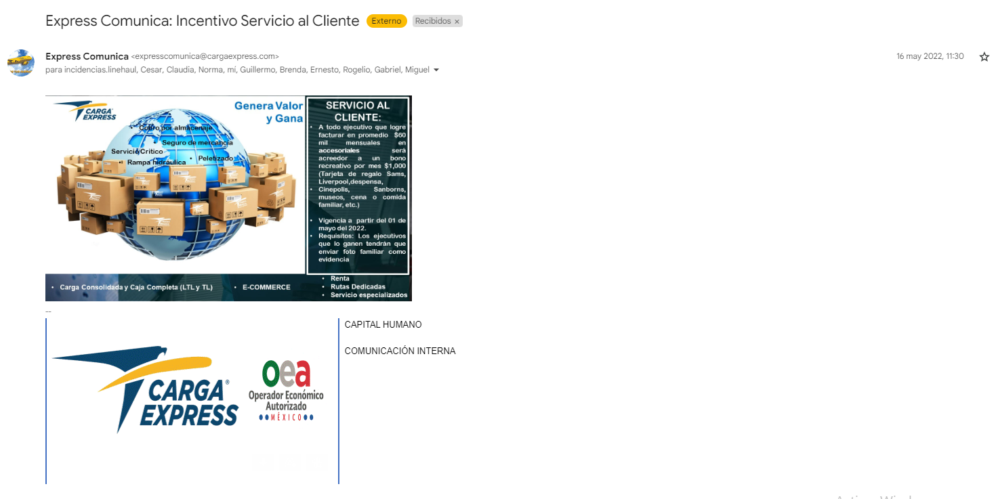 Express Comunica: Incentivo Servicio al Cliente Externo Recibidos ×
Express Comunica <expresscomunica@cargaexpress.com>
16 may 2022, 11:30
para incidencias.linehaul, Cesar, Claudia, Norma, mí, Guillermo, Brenda, Ernesto, Rogelio, Gabriel, Miguel
CARGA
EXPRESS
Genera Valor
y Gana
• Cobro por almacenaje
• Seguro de mercancía
• Servicio Critico
• Peletizado
• Rampa hidráulica
SERVICIO AL
CLIENTE:
• A todo ejecutivo que logre
facturar en promedio $60
mil mensuales en
accesoriales será
acreedor a un bono
recreativo por mes $1,000
(Tarjeta de regalo Sams,
Liverpool,despensa,
• Cinepolis, Sanborns,
museos, cena o comida
familiar, etc.)
• Vigencia a partir del 01 de
mayo del 2022.
• Requisitos: Los ejecutivos
que lo ganen tendrán que
enviar foto familiar como
evidencia
• Carga Consolidada y Caja Completa (LTL y TL)
• E-COMMERCE
• Renta
• Rutas Dedicadas
• Servicio especializados
--
CARGA®
EXPRESS
oea
Operador Económico
Autorizado
MÉXICO
CAPITAL HUMANO
COMUNICACIÓN INTERNA